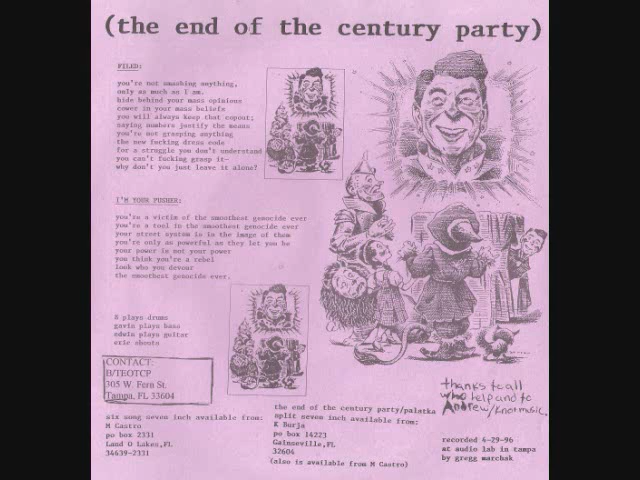 (the end of the century party)
FILED:
you're not smashing anything,
only as much as I am.
hide behind your mass opinions
cower in your mass beliefs
you will always keep that copout;
saying numbers justify the means
you're not grasping anything
the new fucking dress code
for a struggle you don't understand
you can't fucking grasp it-
why don't you just leave it alone?
I'M YOUR PUSHER:
you're a victim of the smoothest genocide ever
you're a tool in the smoothest genocide ever
your street system is in the image of them
you're only as powerful as they let you be
your power is not your power
you think you're a rebel
look who you devour
the smoothest genocide ever.
B plays drums
gavin plays bass
edwin plays guitar
eric shouts
CONTACT:
B/TEOTCP
305 W. Fern St.
Tampa, FL 33604
six song seven inch available from:
M Castro
po box 2331
Land O Lakes,FL
34639-2331
the end of the century party/palatka
split seven inch available from:
K Borja
po box 14223
Gainesville,FL
32604
(also is available from M Castro)
thanks to all
who help and to
Andrew/Knot music.
recorded 4-29-96
at audio lab in tampa
by gregg marchak